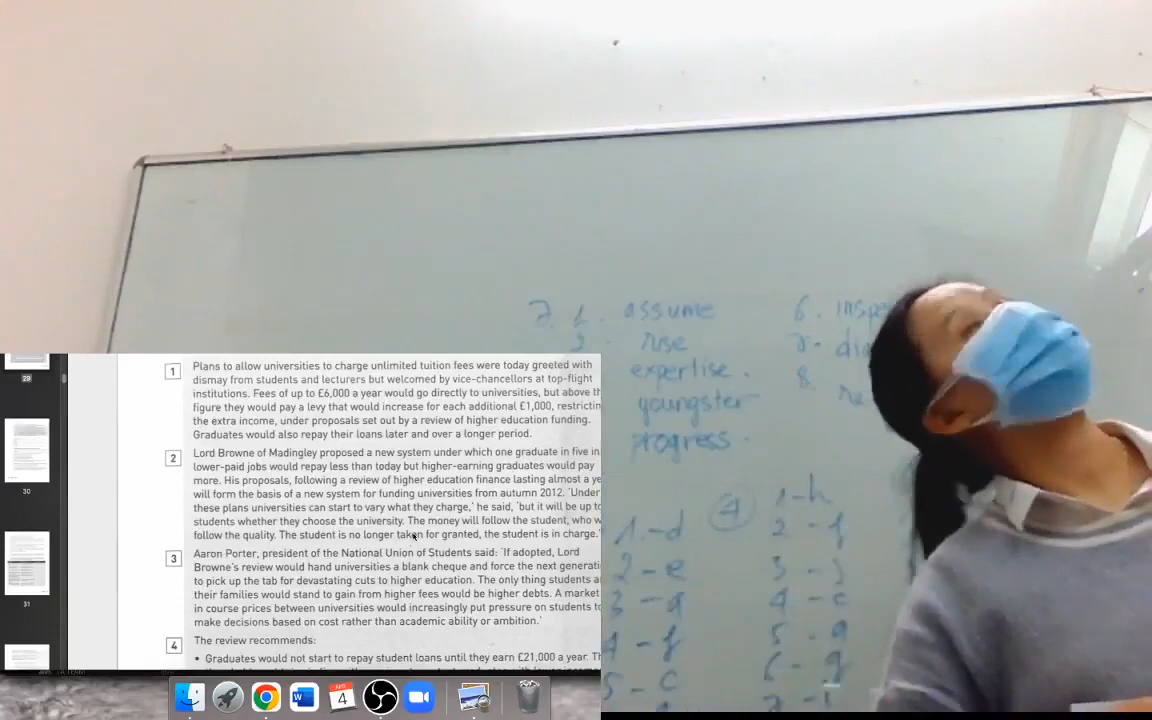 7. 1. assume
2. rise
expertise.
youngster
progress.
6. inspe
7-
8
1-d
2-e
3-a
4-f
5-c
4
1-h
2-f
3-j
4-c
5-a
6-g
7-i
29
30
31
1 Plans to allow universities to charge unlimited tuition fees were today greeted with
dismay from students and lecturers but welcomed by vice-chancellors at top-flight
institutions. Fees of up to £6,000 a year would go directly to universities, but above th
figure they would pay a levy that would increase for each additional £1,000, restrictin
the extra income, under proposals set out by a review of higher education funding.
Graduates would also repay their loans later and over a longer period.
2 Lord Browne of Madingley proposed a new system under which one graduate in five in
lower-paid jobs would repay less than today but higher-earning graduates would pay
more. His proposals, following a review of higher education finance lasting almost a ye
will form the basis of a new system for funding universities from autumn 2012. 'Under
these plans universities can start to vary what they charge,' he said, 'but it will be up to
students whether they choose the university. The money will follow the student, who w
follow the quality. The student is no longer taken for granted, the student is in charge.'
3 Aaron Porter, president of the National Union of Students said: 'If adopted, Lord
Browne's review would hand universities a blank cheque and force the next generati
to pick up the tab for devastating cuts to higher education. The only thing students a
their families would stand to gain from higher fees would be higher debts. A market
in course prices between universities would increasingly put pressure on students to
make decisions based on cost rather than academic ability or ambition.'
4 The review recommends:
• Graduates would not start to repay student loans until they earn £21,000 a year. Th
APR
4